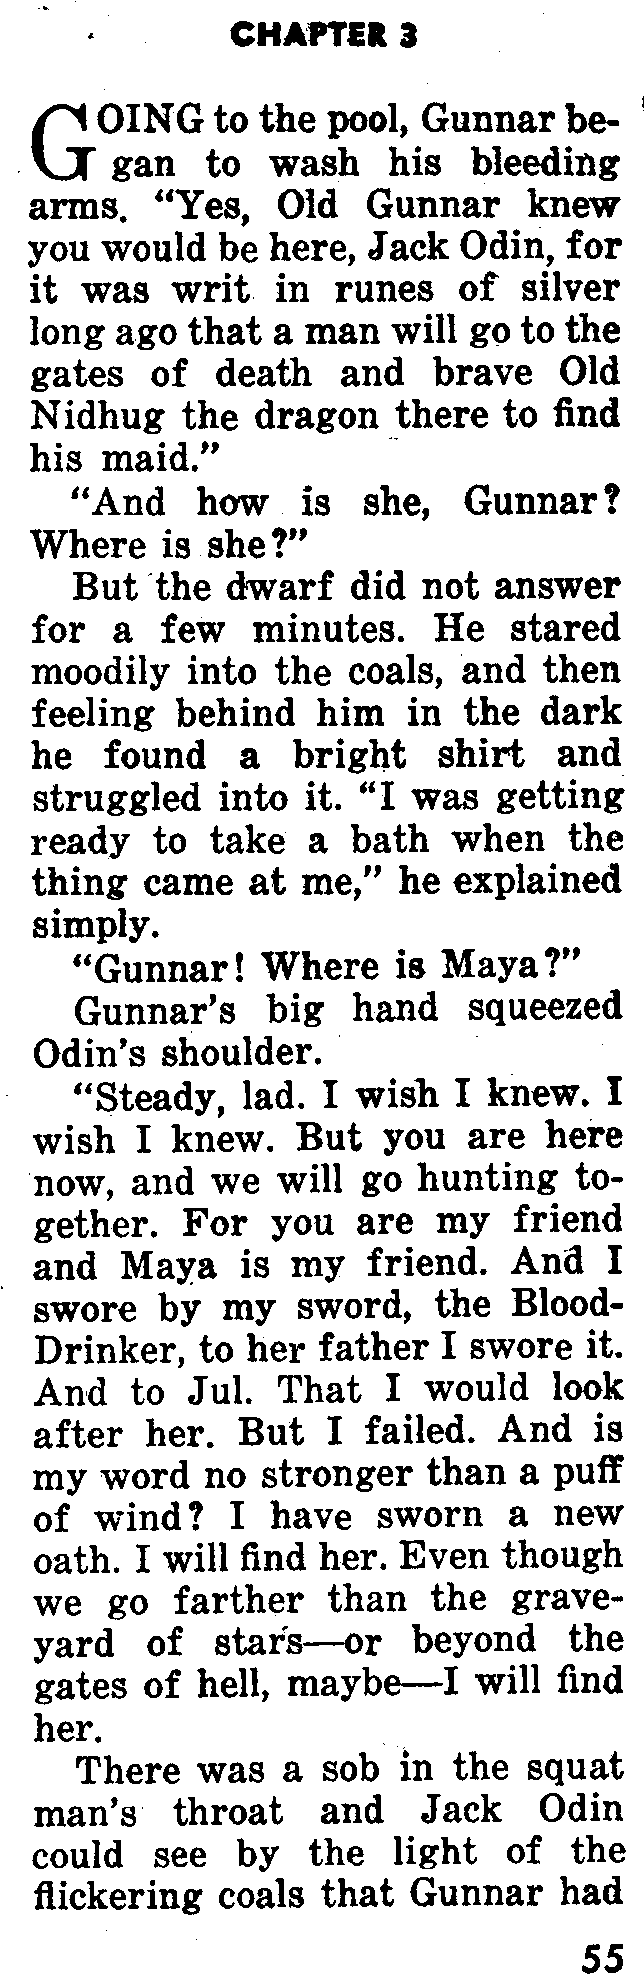 CHAPTER 3
GOING to the pool, Gunnar be-
gan to wash his bleeding
arms. “Yes, Old Gunnar knew
you would be here, Jack Odin, for
it was writ in runes of silver
long ago that a man will go to the
gates of death and brave Old
Nidhug the dragon there to find
his maid.”
“And how is she, Gunnar?
Where is she?”
But the dwarf did not answer
for a few minutes. He stared
moodily into the coals, and then
feeling behind him in the dark
he found a bright shirt and
struggled into it. “I was getting
ready to take a bath when the
thing came at me,” he explained
simply.
“Gunnar! Where is Maya?”
Gunnar’s big hand squeezed
Odin’s shoulder.
“Steady, lad. I wish I knew. I
wish I knew. But you are here
now, and we will go hunting to-
gether. For you are my friend
and Maya is my friend. And I
swore by my sword, the Blood-
Drinker, to her father I swore it.
And to Jul. That I would look
after her. But I failed. And is
my word no stronger than a puff
of wind? I have sworn a new
oath. I will find her. Even though
we go farther than the grave-
yard of stars—or beyond the
gates of hell, maybe—I will find
her.
There was a sob in the squat
man’s throat and Jack Odin
could see by the light of the
flickering coals that Gunnar had
55